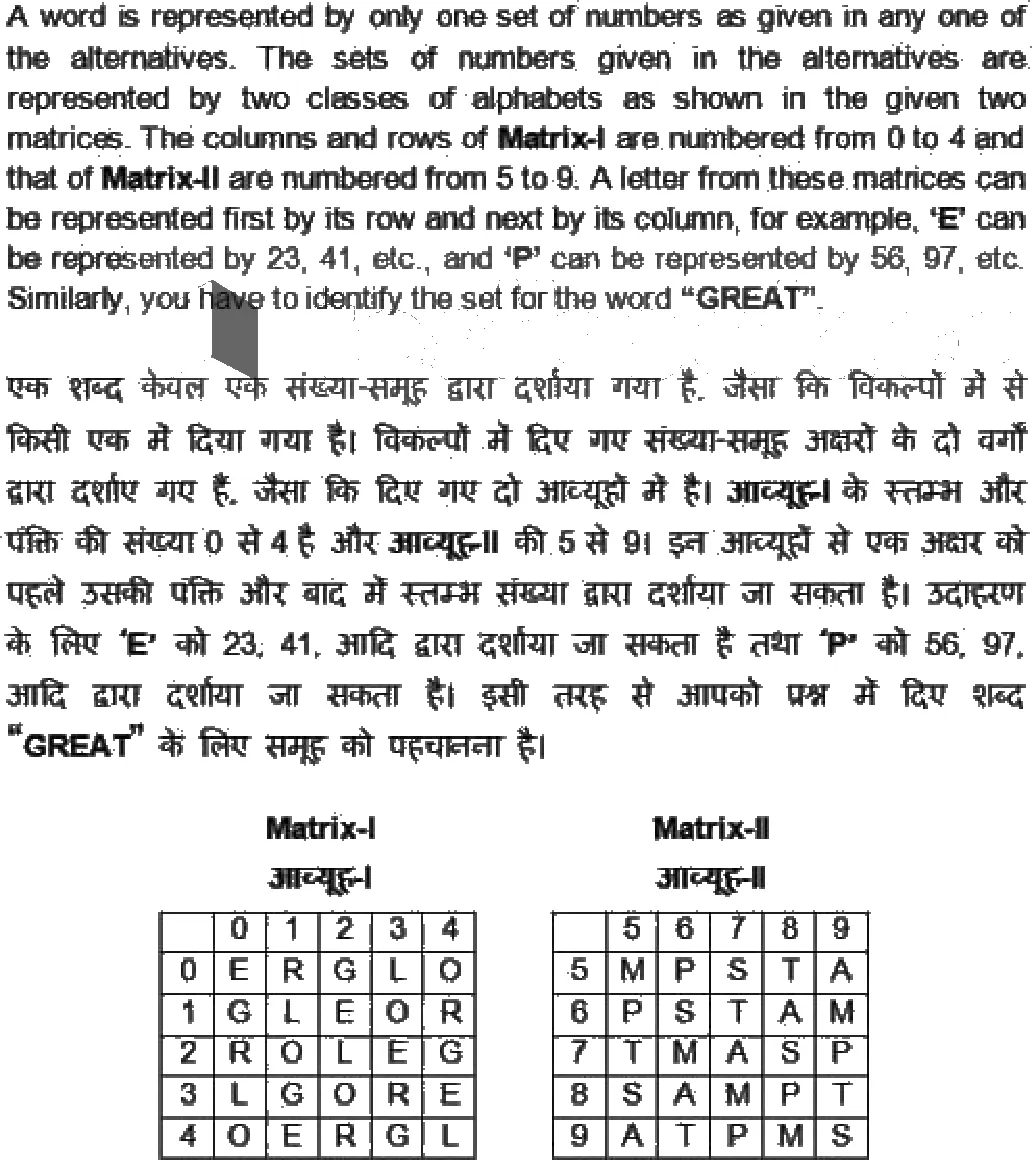 A word is represented by only one set of numbers as given in any one of
the alternatives. The sets of numbers given in the alternatives are
represented by two classes of alphabets as shown in the given two
matrices. The columns and rows of Matrix-I are numbered from 0 to 4 and
that of Matrix-II are numbered from 5 to 9. A letter from these matrices can
be represented first by its row and next by its column, for example, ‘E’ can
be represented by 23, 41, etc., and ‘P’ can be represented by 56, 97, etc.
Similarly, you have to identify the set for the word “GREAT”.
एक शब्द केवल एक संख्या-समूह द्वारा दर्शाया गया है, जैसा कि विकल्पों में से
किसी एक में दिया गया है। विकल्पों में दिए गए संख्या-समूह अक्षरों के दो वर्गों
द्वारा दर्शाए गए हैं, जैसा कि दिए गए दो आव्यूहों में है। आव्यूह-I के स्तम्भ और
पंक्ति की संख्या 0 से 4 है और आव्यूह-II की 5 से 9। इन आव्यूहों से एक अक्षर को
पहले उसकी पंक्ति और बाद में स्तम्भ संख्या द्वारा दर्शाया जा सकता है। उदाहरण
के लिए ‘E’ को 23, 41, आदि द्वारा दर्शाया जा सकता है तथा ‘P’ को 56, 97,
आदि द्वारा दर्शाया जा सकता है। इसी तरह से आपको प्रश्न में दिए शब्द
“GREAT” के लिए समूह को पहचानना है।
Matrix-I Matrix-II
आव्यूह-I आव्यूह-II
0 1 2 3 4 5 6 7 8 9
0 E R G L O 5 M P S T A
1 G L E O R 6 P S T A M
2 R O L E G 7 T M A S P
3 L G O R E 8 S A M P T
4 O E R G L 9 A T P M S